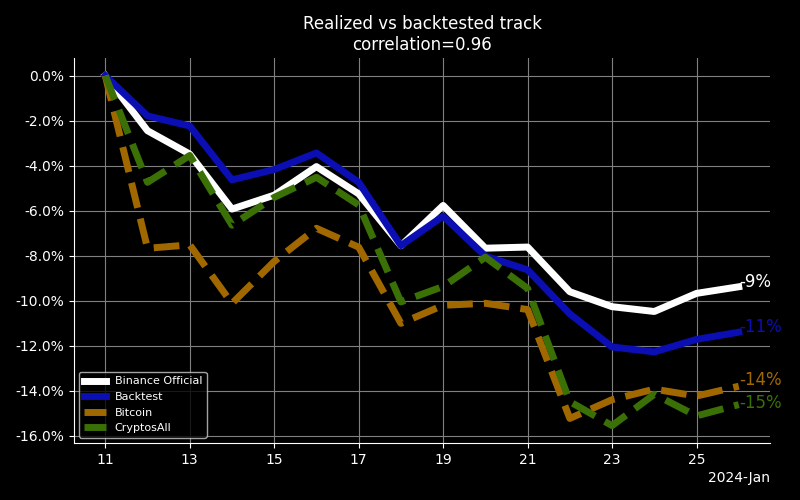 Realized vs backtested track
correlation=0.96
0.0%
-2.0%
-4.0%
-6.0%
-8.0%
-10.0%
-12.0%
-14.0%
-16.0%
-9%
-11%
-14%
-15%
Binance Official
Backtest
Bitcoin
CryptosAll
11 13 15 17 19 21 23 25
2024-Jan